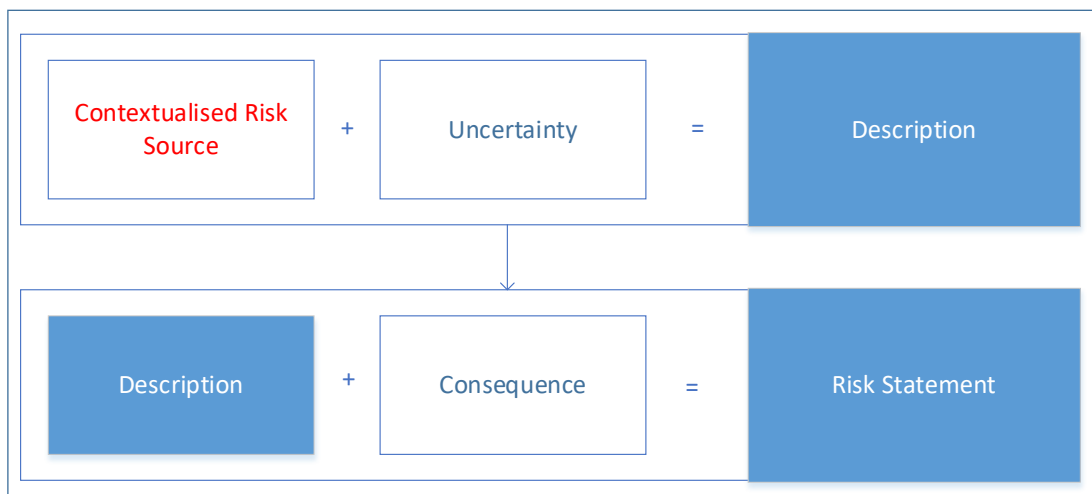 Contextualised Risk
Source
+
Uncertainty
=
Description
Description
+
Consequence
=
Risk Statement